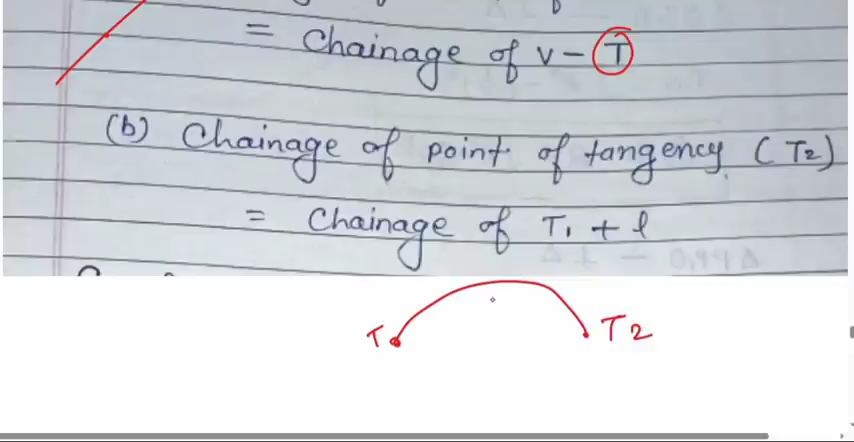 = Chainage of V - T
(b) Chainage of point of tangency (T2)
= Chainage of T1 + l
T
T2